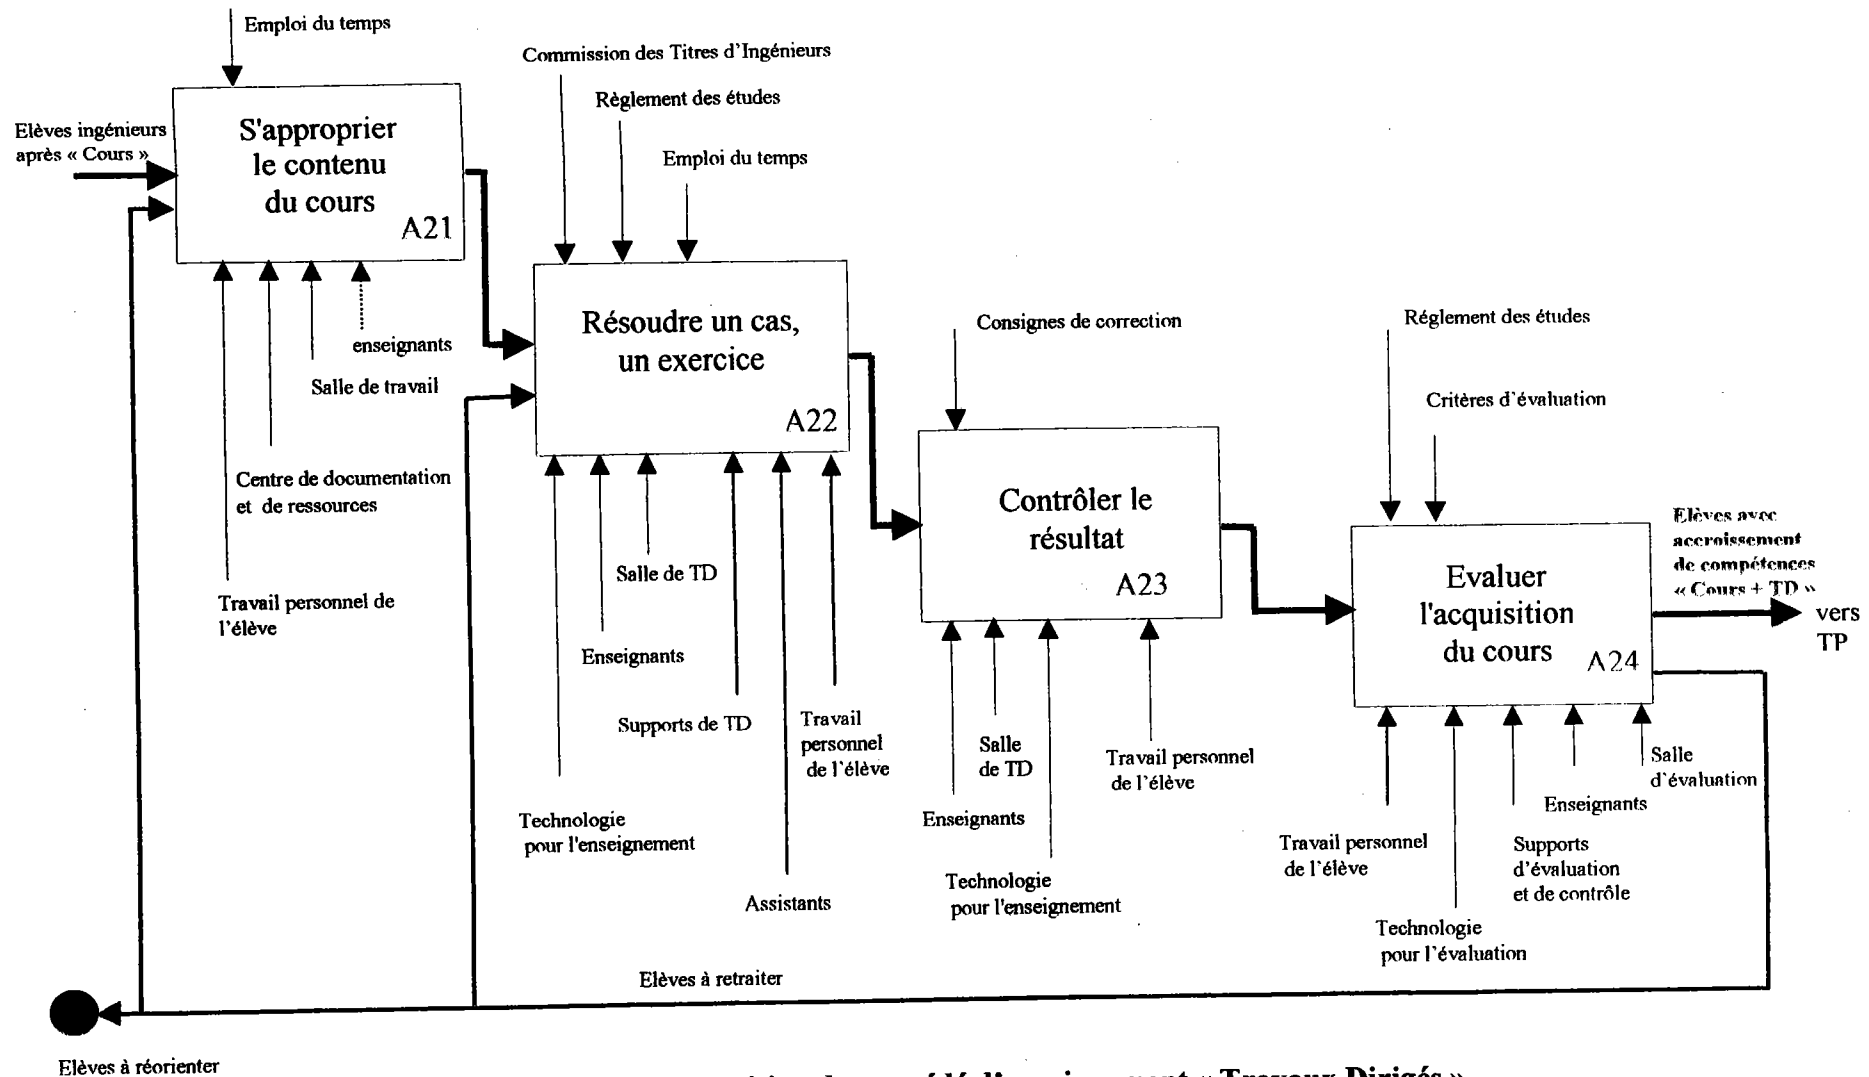 Emploi du temps
Commission des Titres d'Ingénieurs
Règlement des études
Emploi du temps
Elèves ingénieurs
après « Cours »
S'approprier
le contenu
du cours
A21
enseignants
Salle de travail
Centre de documentation
et de ressources
Travail personnel de
l'élève
Résoudre un cas,
un exercice
A22
Salle de TD
Enseignants
Supports de TD
Travail
personnel
de l'élève
Technologie
pour l'enseignement
Assistants
Consignes de correction
Contrôler le
résultat
A23
Salle
de TD
Travail personnel
de l'élève
Enseignants
Technologie
pour l'enseignement
Réglement des études
Critères d'évaluation
Evaluer
l'acquisition
du cours
A24
Elèves avec
accroissement
de compétences
« Cours + TD »
vers
TP
Salle
d'évaluation
Enseignants
Travail personnel
de l'élève
Supports
d'évaluation
et de contrôle
Technologie
pour l'évaluation
Elèves à retraiter
Elèves à réorienter
« Travaux Dirigés »